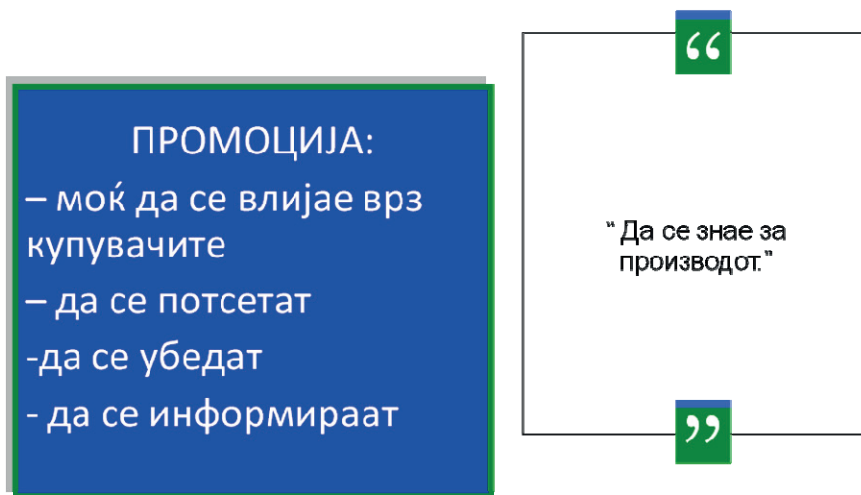 ПРОМОЦИЈА:
– моќ да се влијае врз
купувачите
– да се потсетат
-да се убедат
- да се информираат
“
“ Да се знае за
производот.”
”